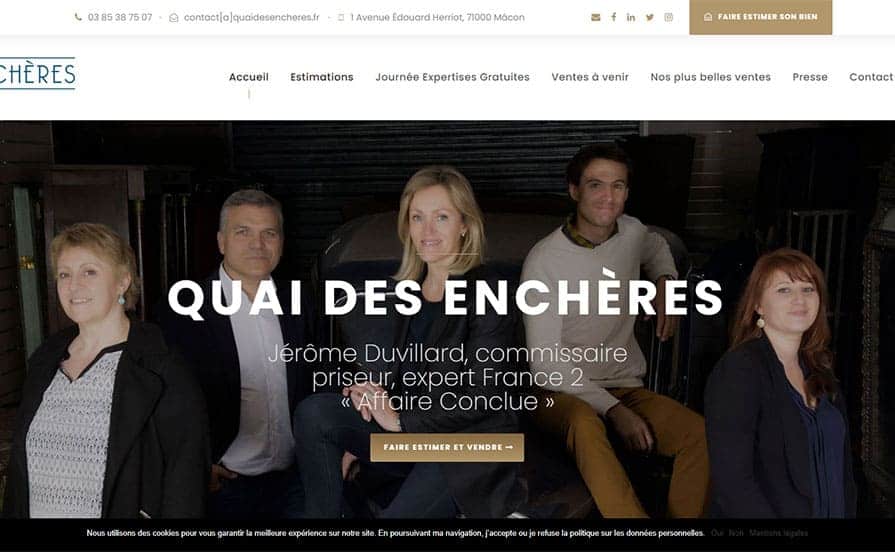 03 85 38 75 07 - contact[a]quaidesencheres.fr - 1 Avenue Édouard Herriot, 71000 Mâcon
FAIRE ESTIMER SON BIEN
CHÈRES
Accueil Estimations Journée Expertises Gratuites Ventes à venir Nos plus belles ventes Presse Contact
QUAI DES ENCHÈRES
Jérôme Duvillard, commissaire
priseur, expert France 2
« Affaire Conclue »
FAIRE ESTIMER ET VENDRE
Nous utilisons des cookies pour vous garantir la meilleure expérience sur notre site. En poursuivant ma navigation, j'accepte ou je refuse la politique sur les données personnelles. Oui Non Mentions légales